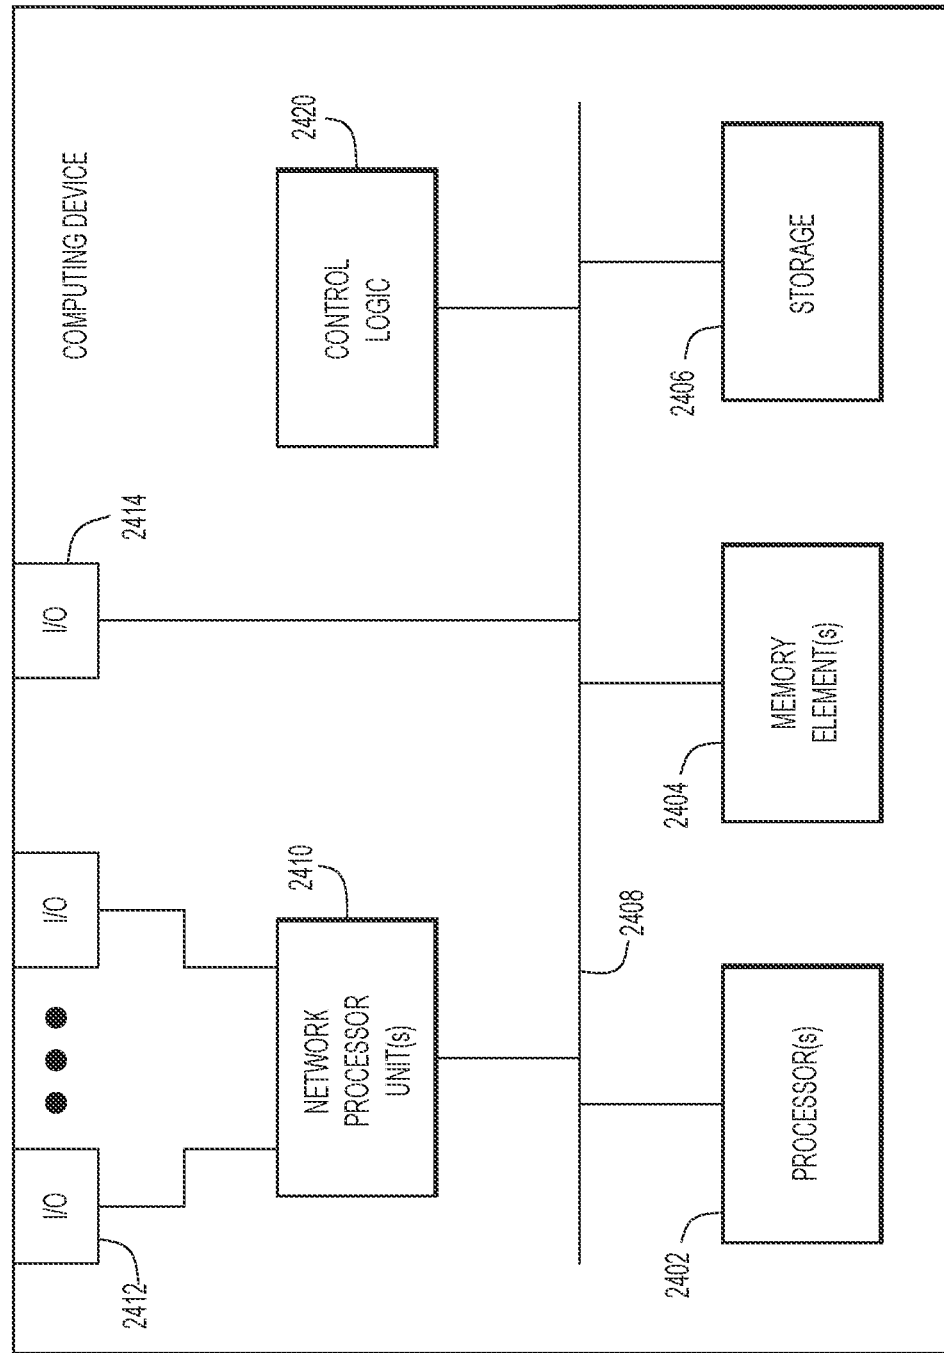 COMPUTING DEVICE
I/O
I/O
I/O
2412
2414
NETWORK
PROCESSOR
UNIT(s)
2410
CONTROL
LOGIC
2420
2408
2402
PROCESSOR(s)
2404
MEMORY
ELEMENT(s)
2406
STORAGE